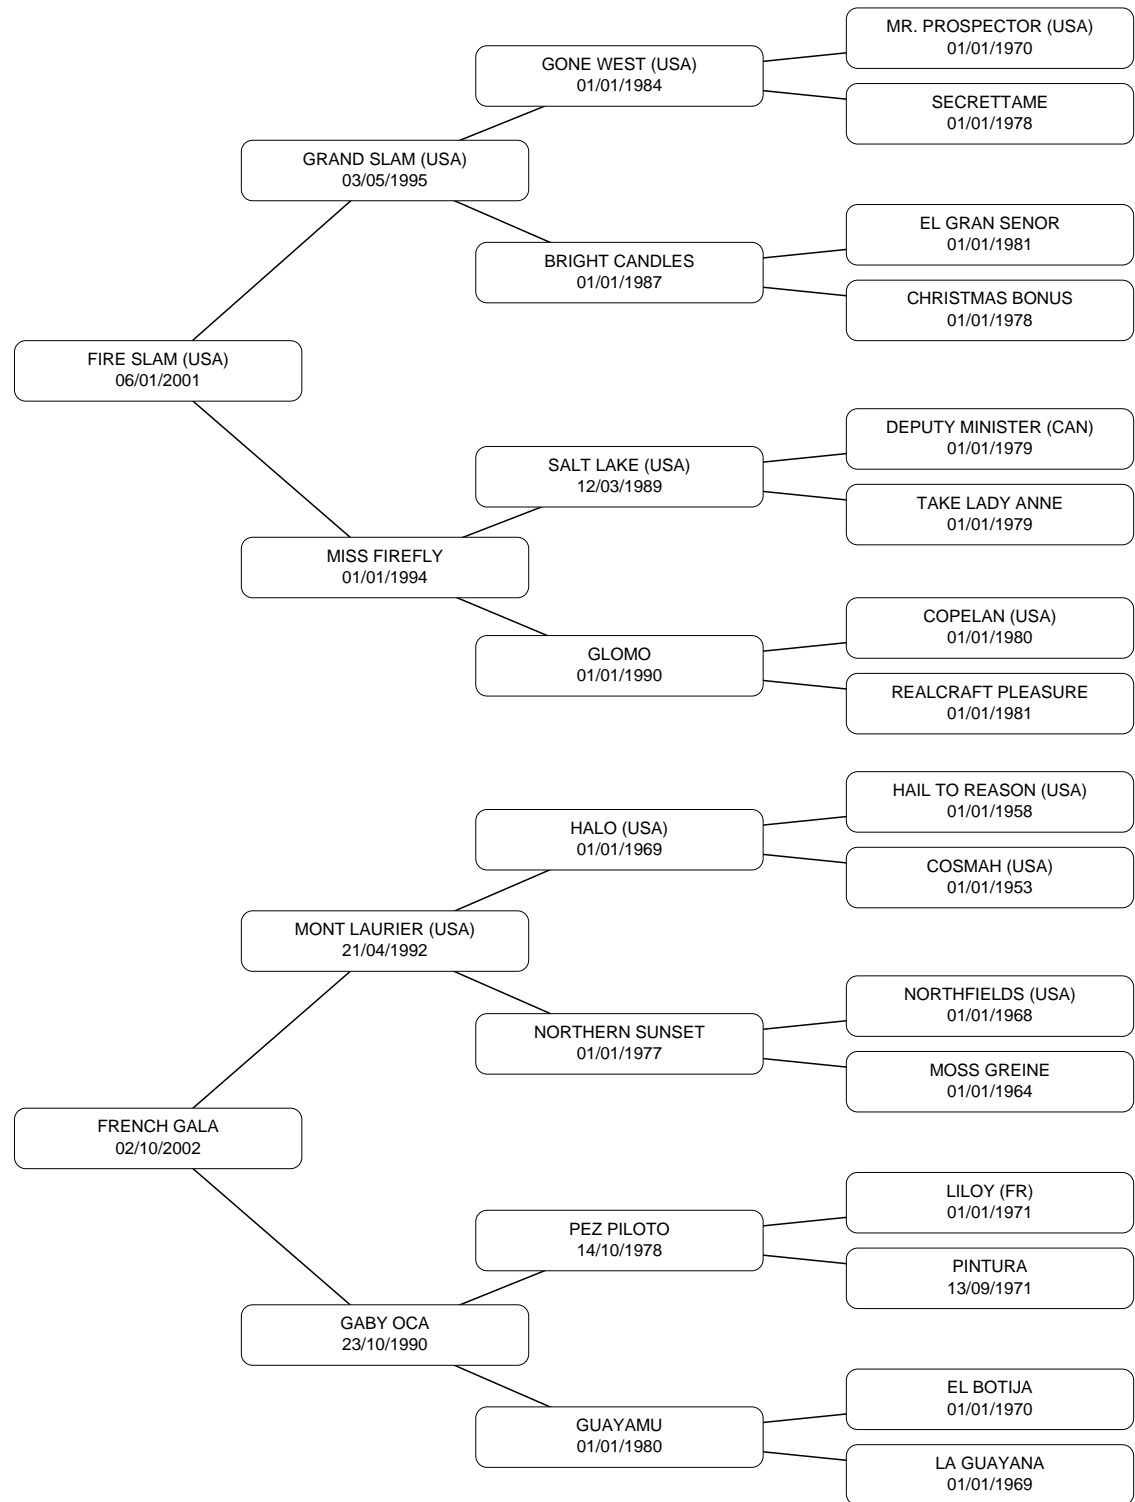 MR. PROSPECTOR (USA)
01/01/1970
GONE WEST (USA)
01/01/1984
SECRETTAME
01/01/1978
GRAND SLAM (USA)
03/05/1995
EL GRAN SENOR
01/01/1981
BRIGHT CANDLES
01/01/1987
CHRISTMAS BONUS
01/01/1978
FIRE SLAM (USA)
06/01/2001
DEPUTY MINISTER (CAN)
01/01/1979
SALT LAKE (USA)
12/03/1989
TAKE LADY ANNE
01/01/1979
MISS FIREFLY
01/01/1994
COPELAN (USA)
01/01/1980
GLOMO
01/01/1990
REALCRAFT PLEASURE
01/01/1981
HAIL TO REASON (USA)
01/01/1958
HALO (USA)
01/01/1969
COSMAH (USA)
01/01/1953
MONT LAURIER (USA)
21/04/1992
NORTHFIELDS (USA)
01/01/1968
NORTHERN SUNSET
01/01/1977
MOSS GREINE
01/01/1964
FRENCH GALA
02/10/2002
LILOY (FR)
01/01/1971
PEZ PILOTO
14/10/1978
PINTURA
13/09/1971
GABY OCA
23/10/1990
EL BOTIJA
01/01/1970
GUAYAMU
01/01/1980
LA GUAYANA
01/01/1969